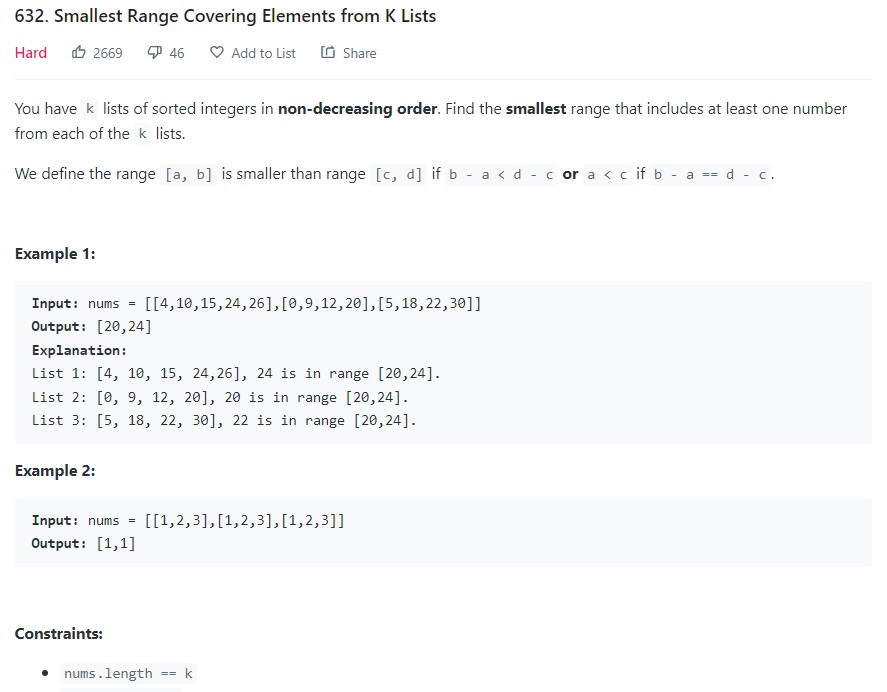 632. Smallest Range Covering Elements from K Lists
Hard 2669 46 Add to List Share
You have k lists of sorted integers in non-decreasing order. Find the smallest range that includes at least one number
from each of the k lists.
We define the range [a, b] is smaller than range [c, d] if b - a < d - c or a < c if b - a == d - c.
Example 1:
Input: nums = [[4,10,15,24,26],[0,9,12,20],[5,18,22,30]]
Output: [20,24]
Explanation:
List 1: [4, 10, 15, 24,26], 24 is in range [20,24].
List 2: [0, 9, 12, 20], 20 is in range [20,24].
List 3: [5, 18, 22, 30], 22 is in range [20,24].
Example 2:
Input: nums = [[1,2,3],[1,2,3],[1,2,3]]
Output: [1,1]
Constraints:
• nums.length == k